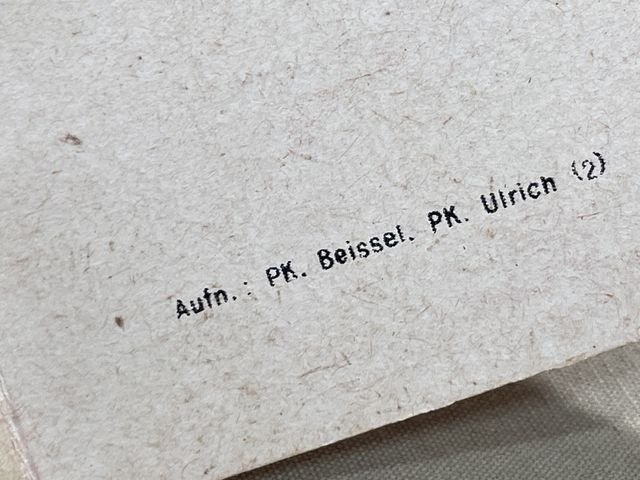 Aufn.: PK. Beissel. PK. Ulrich (2)